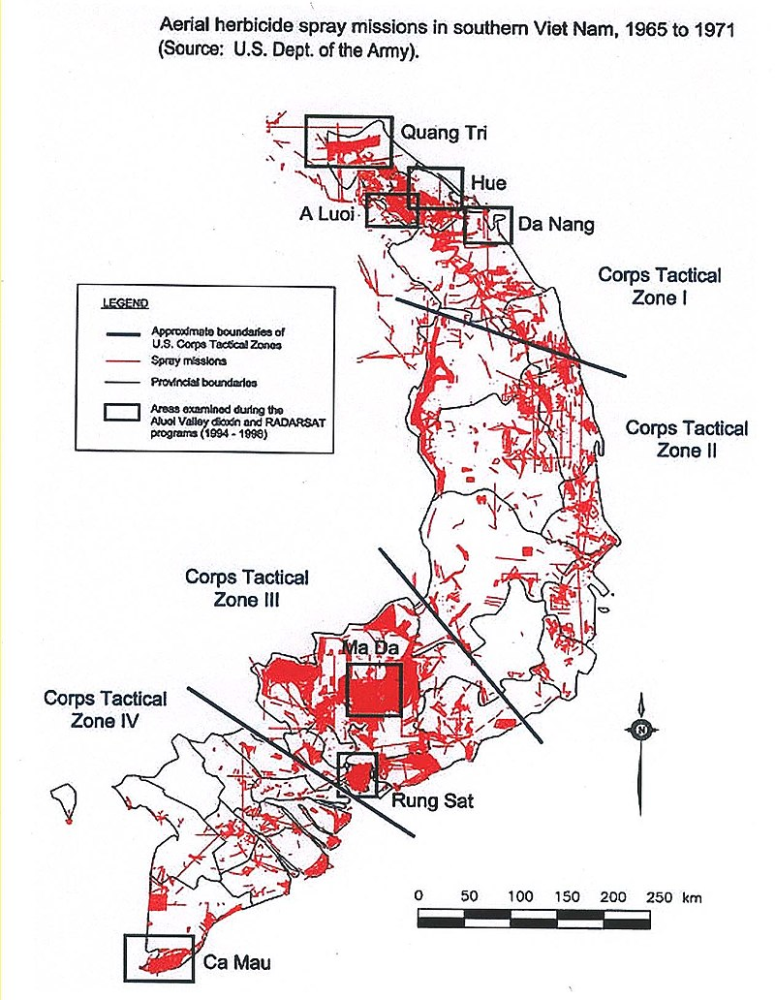 Aerial herbicide spray missions in southern Viet Nam, 1965 to 1971
(Source: U.S. Dept. of the Army).
Quang Tri
Hue
A Luoi
Da Nang
Corps Tactical
Zone I
LEGEND
Approximate boundaries of
U.S. Corps Tactical Zones
Spray missions
Provincial boundaries
Areas examined during the
Aluoi Valley dioxin and RADARSAT
programs (1994 - 1998)
Corps Tactical
Zone II
Corps Tactical
Zone III
Ma Da
Corps Tactical
Zone IV
N
Rung Sat
0 50 100 150 200 250 km
Ca Mau